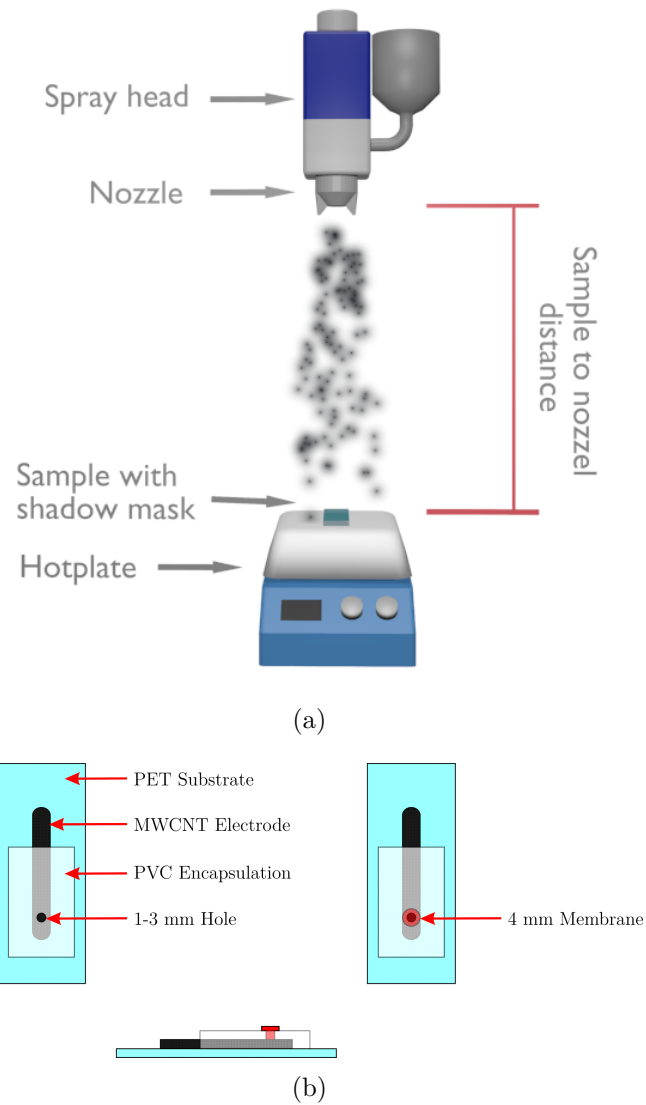 Spray head
Nozzle
Sample to nozzel
distance
Sample with
shadow mask
Hotplate
(a)
PET Substrate
MWCNT Electrode
PVC Encapsulation
1-3 mm Hole
4 mm Membrane
(b)